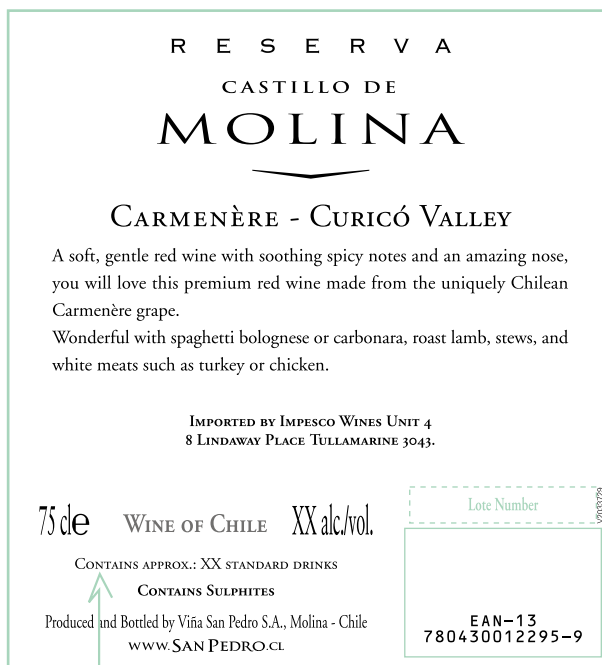 RESERVA
CASTILLO DE
MOLINA
CARMENÈRE - CURICÓ VALLEY
A soft, gentle red wine with soothing spicy notes and an amazing nose,
you will love this premium red wine made from the uniquely Chilean
Carmenère grape.
Wonderful with spaghetti bolognese or carbonara, roast lamb, stews, and
white meats such as turkey or chicken.
IMPORTED BY IMPESCO WINES UNIT 4
8 LINDAWAY PLACE TULLAMARINE 3043.
75 cl e WINE OF CHILE XX alc./vol.
CONTAINS APPROX.: XX STANDARD DRINKS
CONTAINS SULPHITES
Produced and Bottled by Viña San Pedro S.A., Molina - Chile
WWW.SAN PEDRO.CL
Lote Number
V2033729
EAN-13
780430012295-9